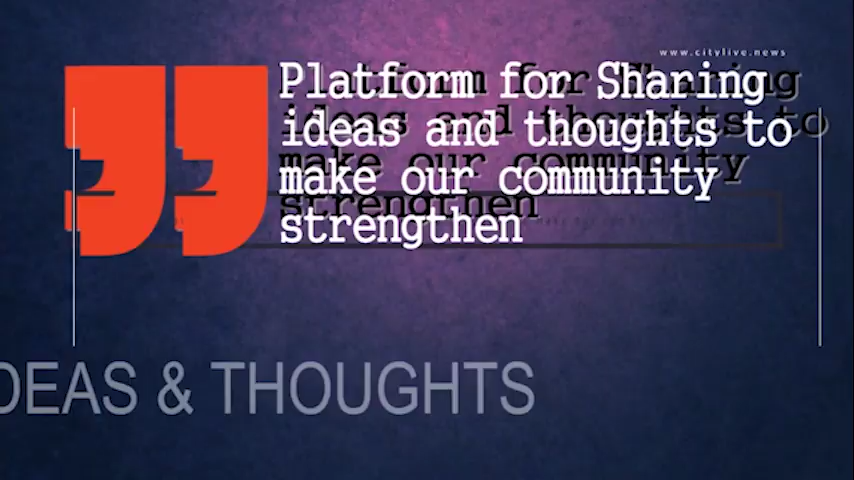 www.citylive.news
Platform for Sharing
ideas and thoughts to
make our community
strengthen
DEAS & THOUGHTS